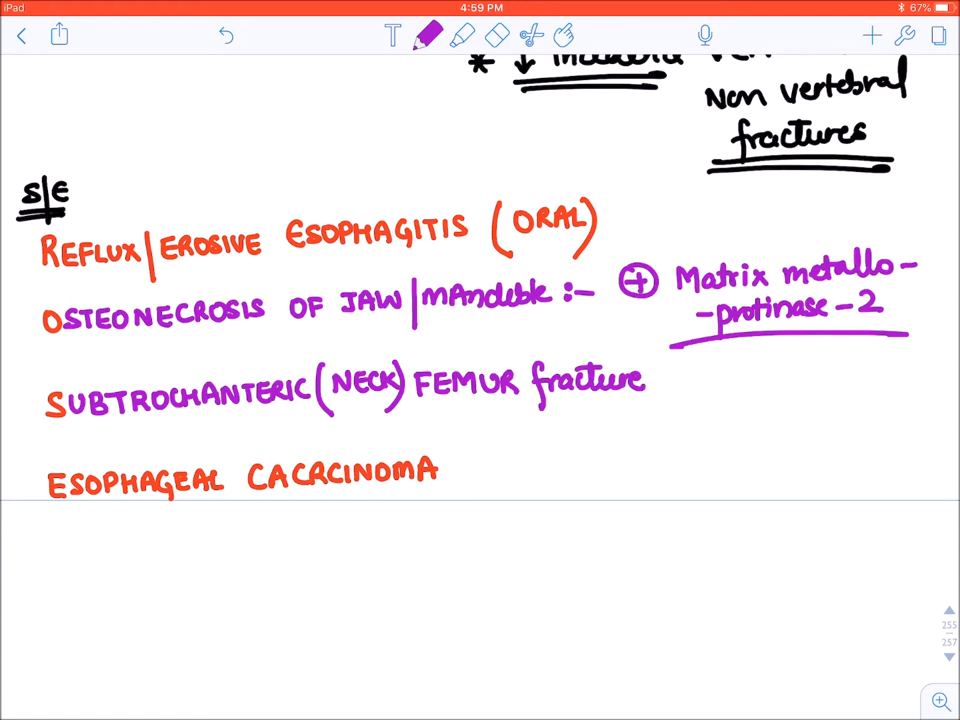 iPad 4:59 PM 67%
T
* ↓
Non vertebral
fractures
S/E
REFLUX/EROSIVE ESOPHAGITIS (ORAL)
OSTEONECROSIS OF JAW/mAndible :- ⊕ Matrix metallo-
-protinase-2
SUBTROCHANTERIC (NECK) FEMUR fracture
ESOPHAGEAL CACRCINOMA
255
257